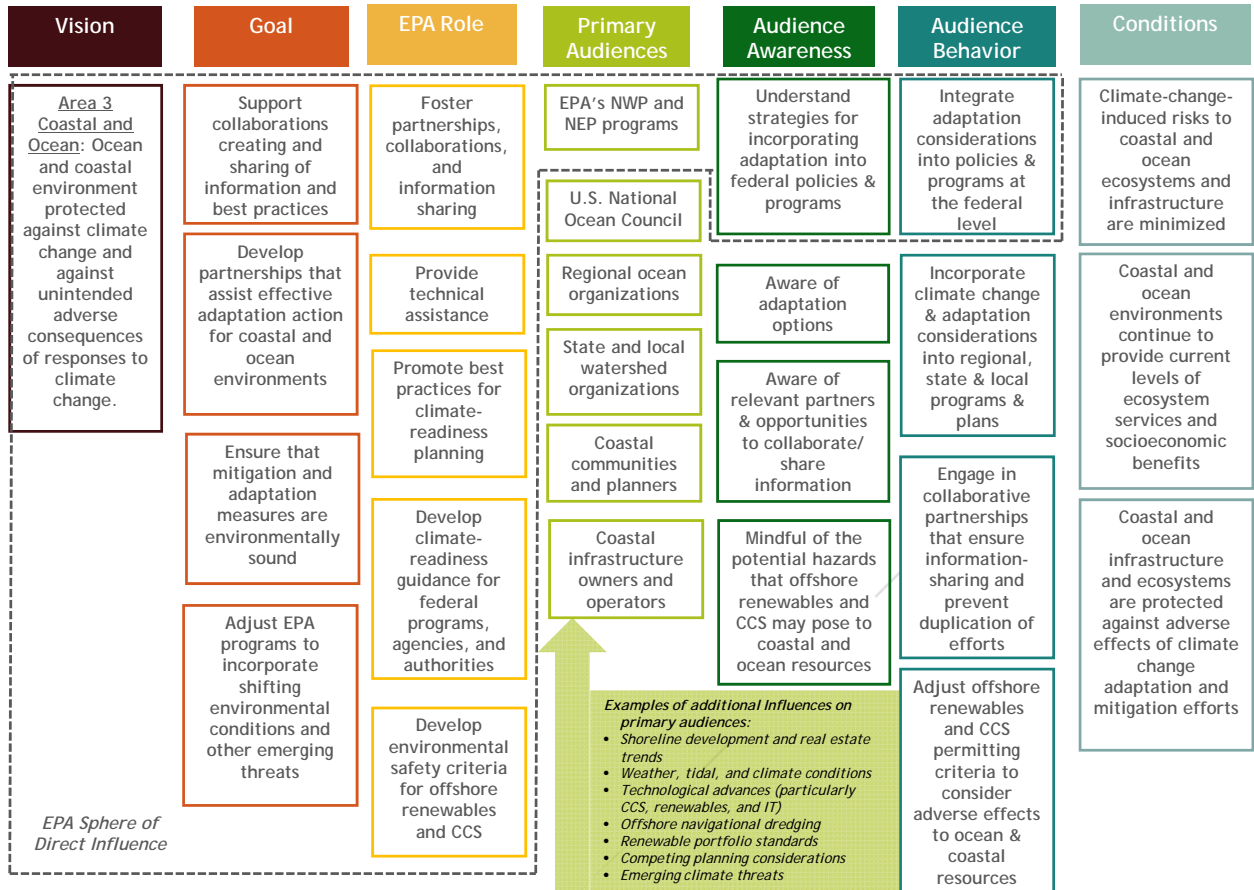 Vision
Goal
EPA Role
Primary
Audiences
Audience
Awareness
Audience
Behavior
Conditions
Area 3
Coastal and
Ocean: Ocean
and coastal
environment
protected
against climate
change and
against
unintended
adverse
consequences
of responses to
climate
change.
Support
collaborations
creating and
sharing of
information and
best practices
Develop
partnerships that
assist effective
adaptation action
for coastal and
ocean
environments
Ensure that
mitigation and
adaptation
measures are
environmentally
sound
Adjust EPA
programs to
incorporate
shifting
environmental
conditions and
other emerging
threats
Foster
partnerships,
collaborations,
and
information
sharing
Provide
technical
assistance
Promote best
practices for
climate-
readiness
planning
Develop
climate-
readiness
guidance for
federal
programs,
agencies, and
authorities
Develop
environmental
safety criteria
for offshore
renewables
and CCS
EPA's NWP and
NEP programs
U.S. National
Ocean Council
Regional ocean
organizations
State and local
watershed
organizations
Coastal
communities
and planners
Coastal
infrastructure
owners and
operators
Understand
strategies for
incorporating
adaptation into
federal policies &
programs
Aware of
adaptation
options
Aware of
relevant partners
& opportunities
to collaborate/
share
information
Mindful of the
potential hazards
that offshore
renewables and
CCS may pose to
coastal and
ocean resources
Integrate
adaptation
considerations
into policies &
programs at
the federal
level
Incorporate
climate change
& adaptation
considerations
into regional,
state & local
programs &
plans
Engage in
collaborative
partnerships
that ensure
information-
sharing and
prevent
duplication of
efforts
Adjust offshore
renewables
and CCS
permitting
criteria to
consider
adverse effects
to ocean &
coastal
resources
Climate-change-
induced risks to
coastal and
ocean
ecosystems and
infrastructure
are minimized
Coastal and
ocean
environments
continue to
provide current
levels of
ecosystem
services and
socioeconomic
benefits
Coastal and
ocean
infrastructure
and ecosystems
are protected
against adverse
effects of climate
change
adaptation and
mitigation efforts
Examples of additional Influences on
primary audiences:
• Shoreline development and real estate
trends
• Weather, tidal, and climate conditions
• Technological advances (particularly
CCS, renewables, and IT)
• Offshore navigational dredging
• Renewable portfolio standards
• Competing planning considerations
• Emerging climate threats
EPA Sphere of
Direct Influence